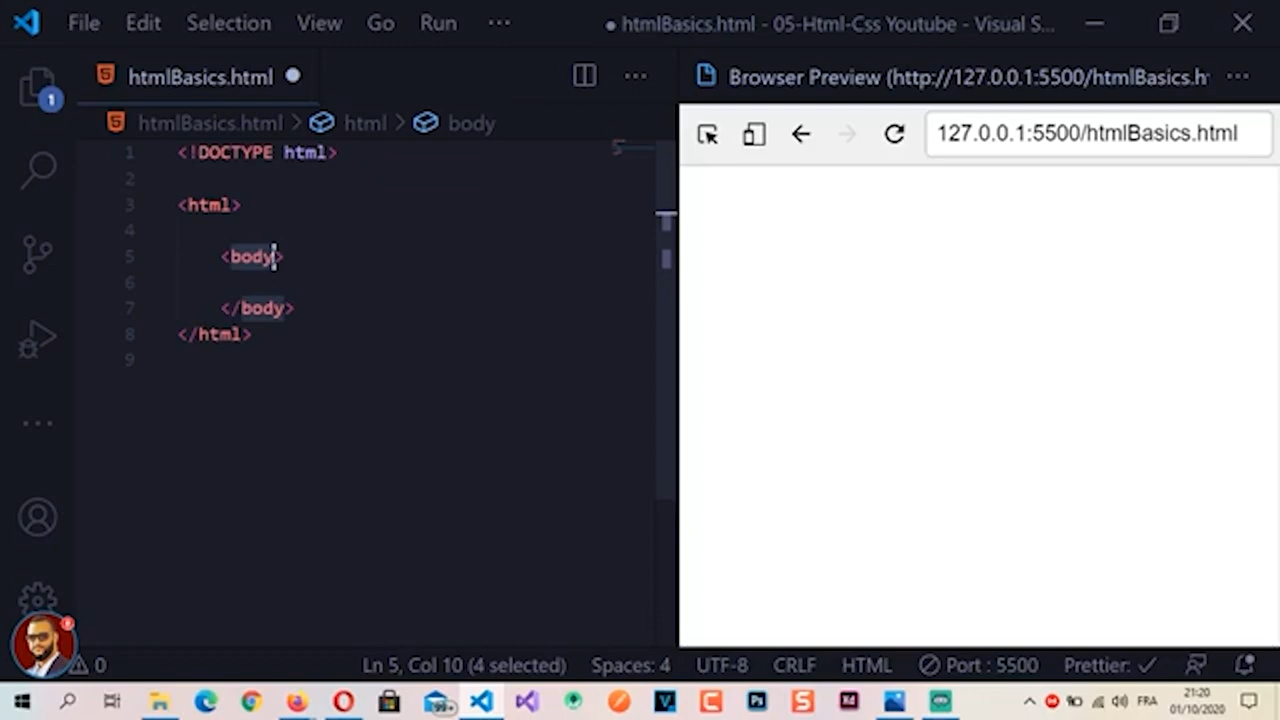 File Edit Selection View Go Run ··· ● htmlBasics.html - 05-Html-Css Youtube - Visual S...
htmlBasics.html
Browser Preview (http://127.0.0.1:5500/htmlBasics.h
htmlBasics.html > html > body
127.0.0.1:5500/htmlBasics.html
1 <!DOCTYPE html>
2
3 <html>
4
5 <body>
6
7 </body>
8 </html>
9
1
0
Ln 5, Col 10 (4 selected) Spaces: 4 UTF-8 CRLF HTML Port : 5500 Prettier: ✓
99+
FRA
21:20
01/10/2020